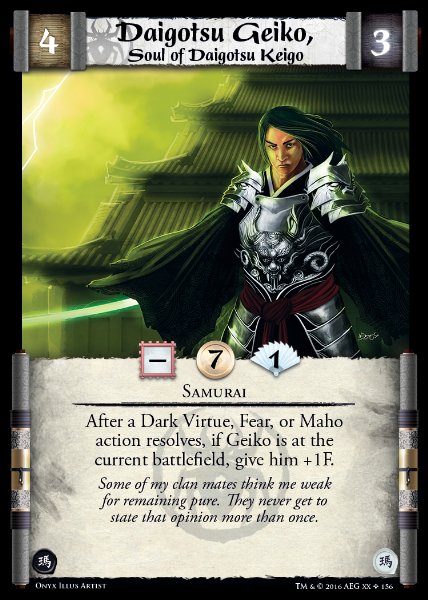 4
Daigotsu Geiko,
Soul of Daigotsu Keigo
3
–
7
1
Samurai
After a Dark Virtue, Fear, or Maho
action resolves, if Geiko is at the
current battlefield, give him +1F.
Some of my clan mates think me weak
for remaining pure. They never get to
state that opinion more than once.
瑪
Onyx Illus Artist
TM & © 2016 AEG XX ❖ 156
瑪